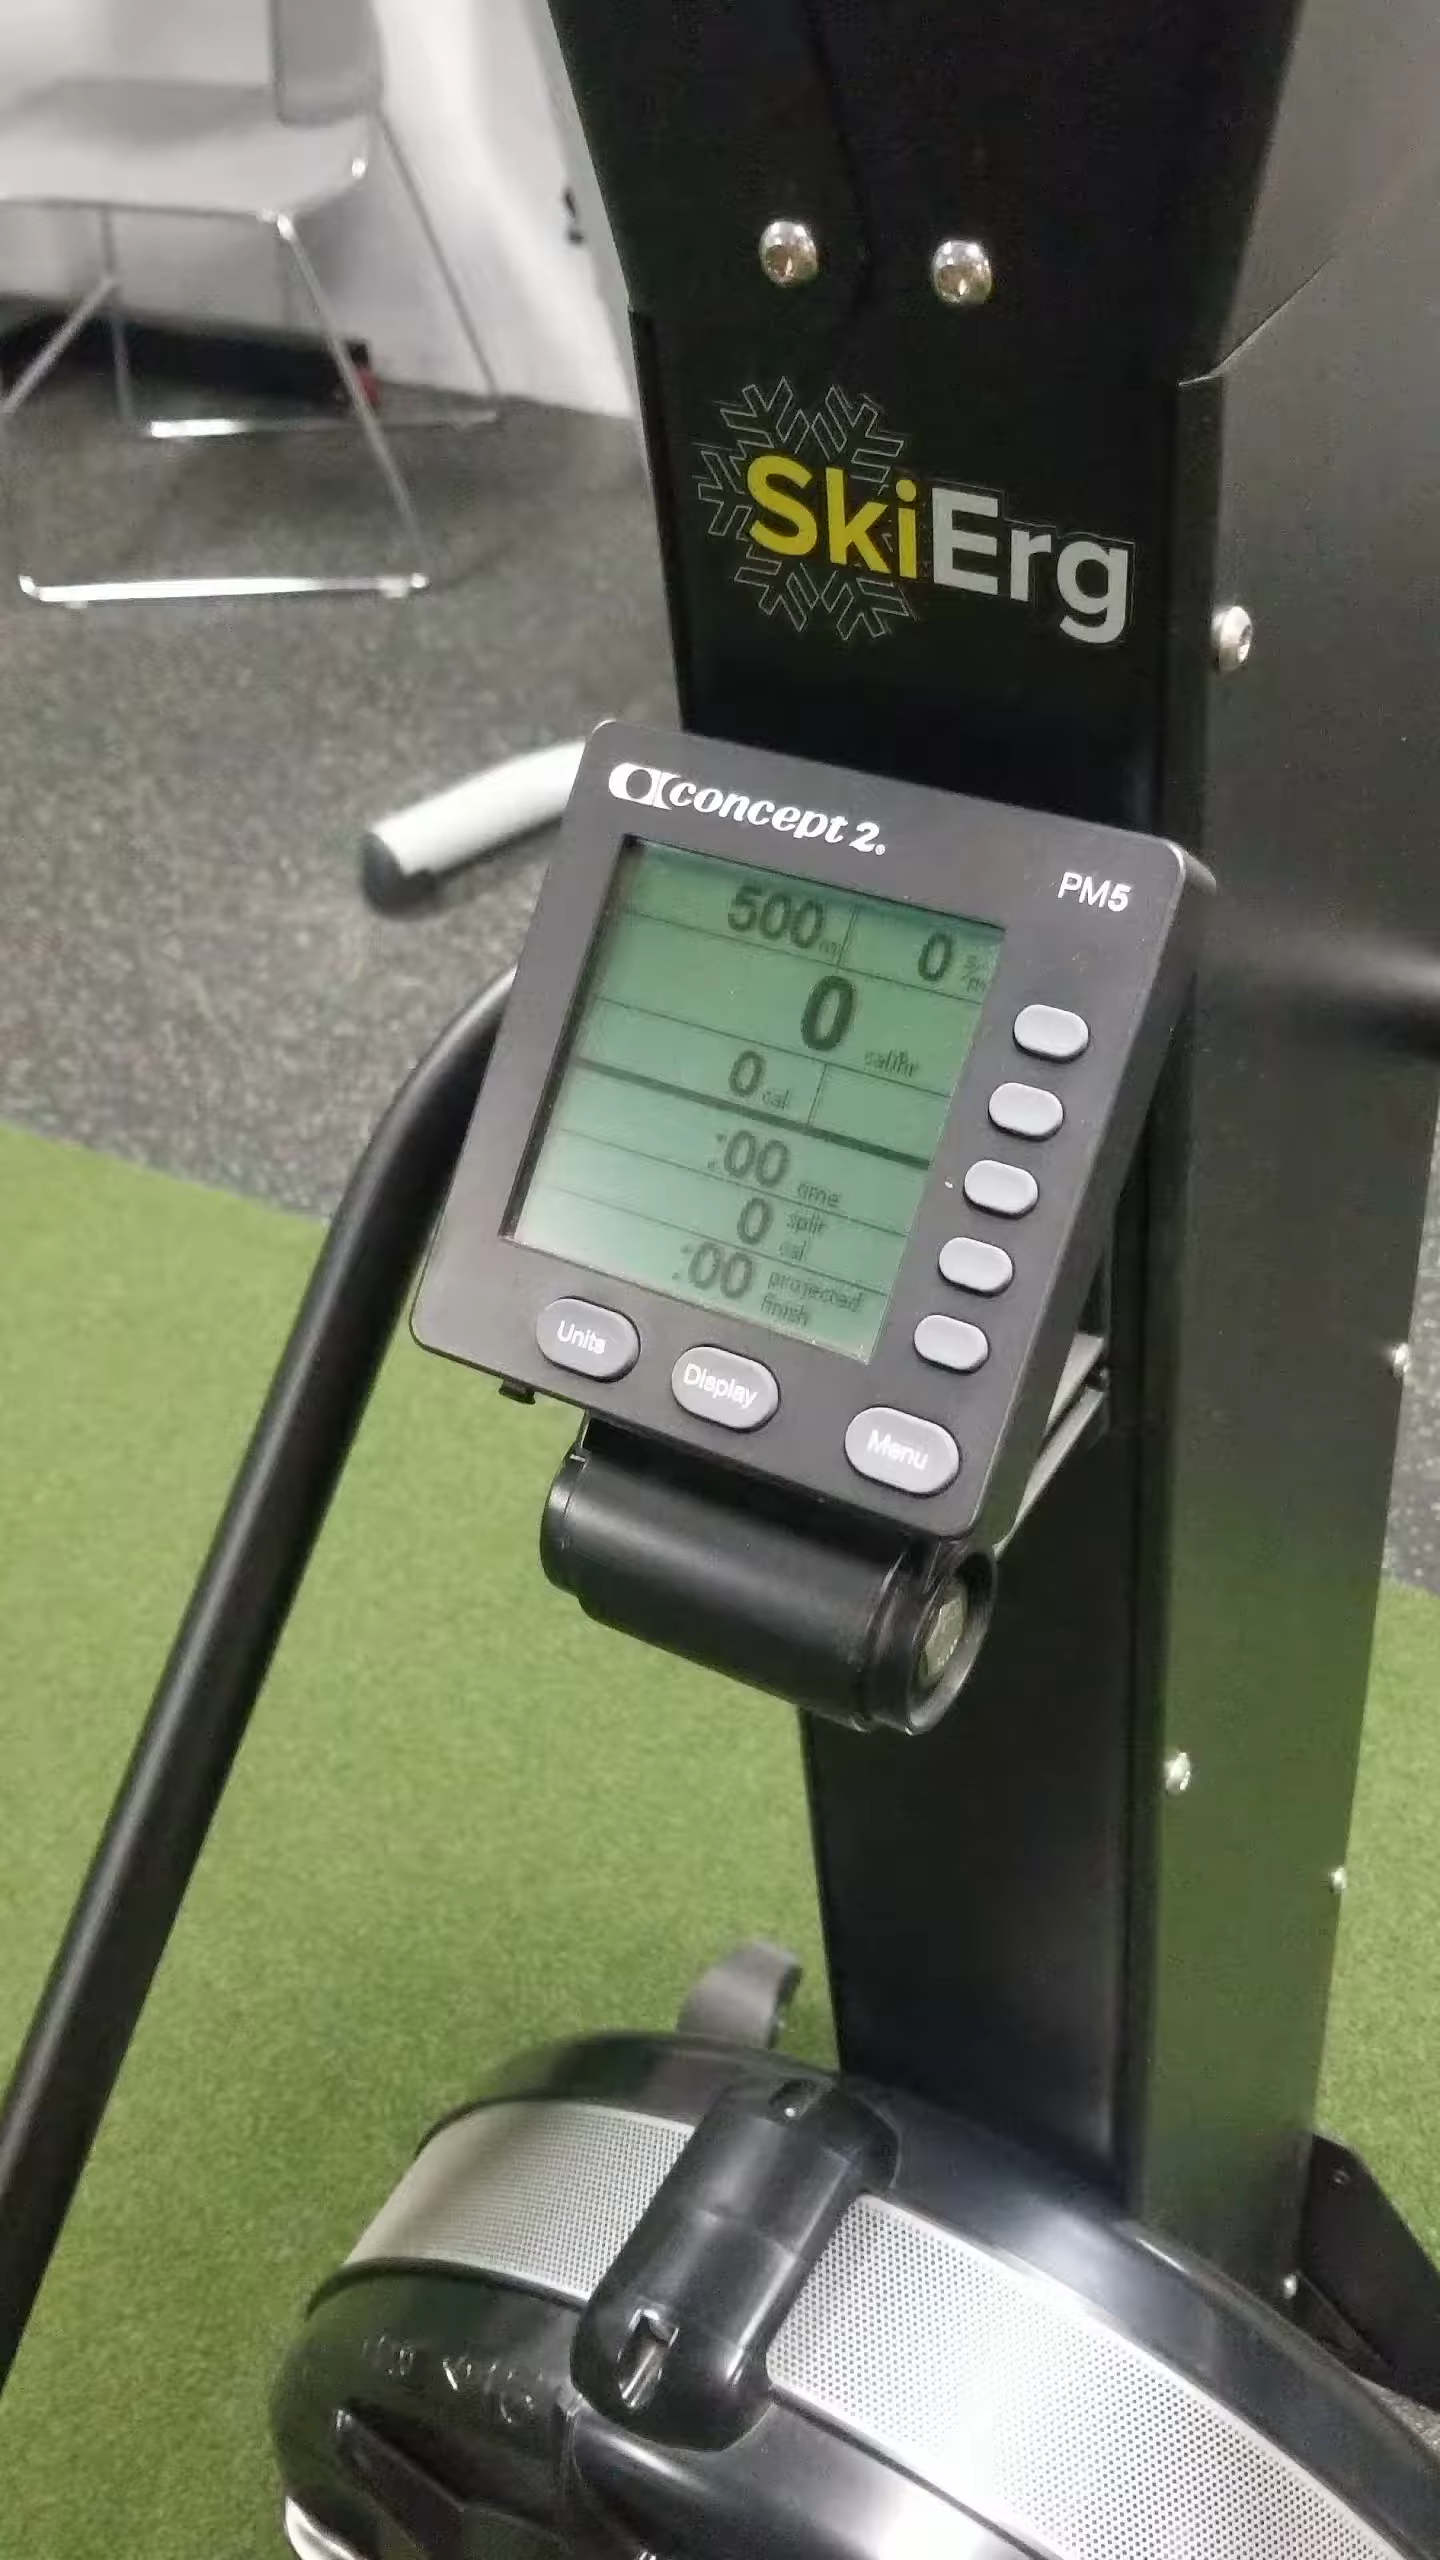 SkiErg
concept 2.
PM5
500m 0 s/m
0 cal/hr
0 cal
:00 time
0 split cal
:00 projected finish
Units
Display
Menu